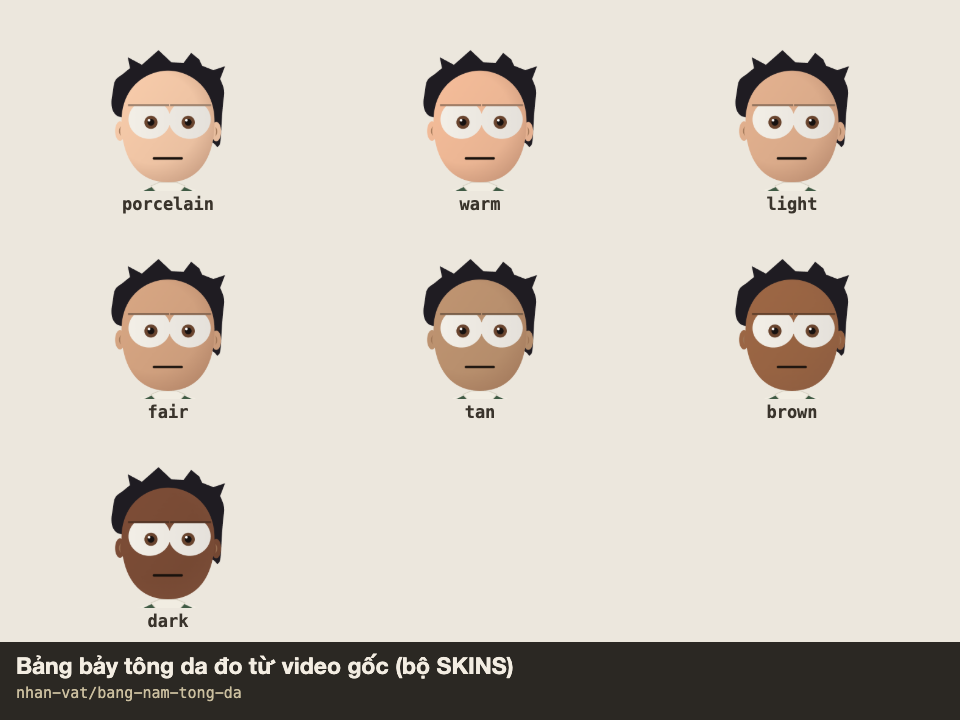 porcelain
warm
light
fair
tan
brown
dark
Bảng bảy tông da đo từ video gốc (bộ SKINS)
nhan-vat/bang-nam-tong-da